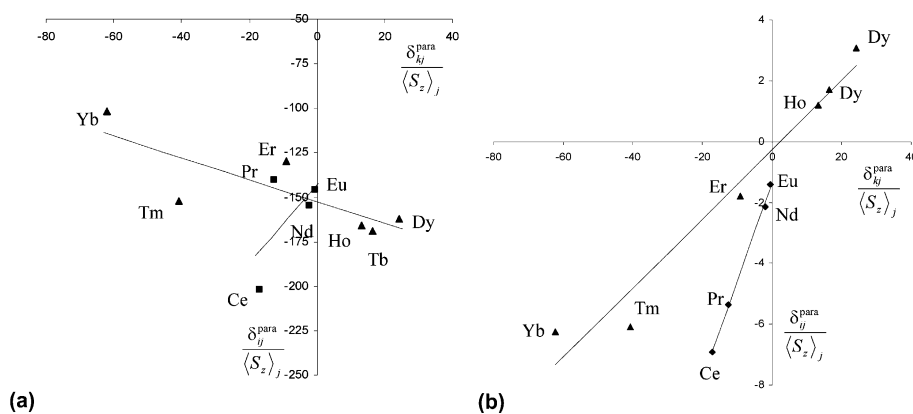 -50
-80 -60 -40 -20 0 20 40
-75
-100
-125
-150
-175
-200
-225
-250
δ_kj^para / ⟨S_z⟩_j
Yb
Er
Pr
Eu
Tm
Nd
Ho
Dy
Tb
Ce
δ_ij^para / ⟨S_z⟩_j
(a)
4
2
0
-80 -60 -40 -20 0 20 40
-2
-4
-6
-8
Dy
Dy
Ho
δ_kj^para / ⟨S_z⟩_j
Er
Eu
Nd
Pr
Tm
Yb
Ce
δ_ij^para / ⟨S_z⟩_j
(b)